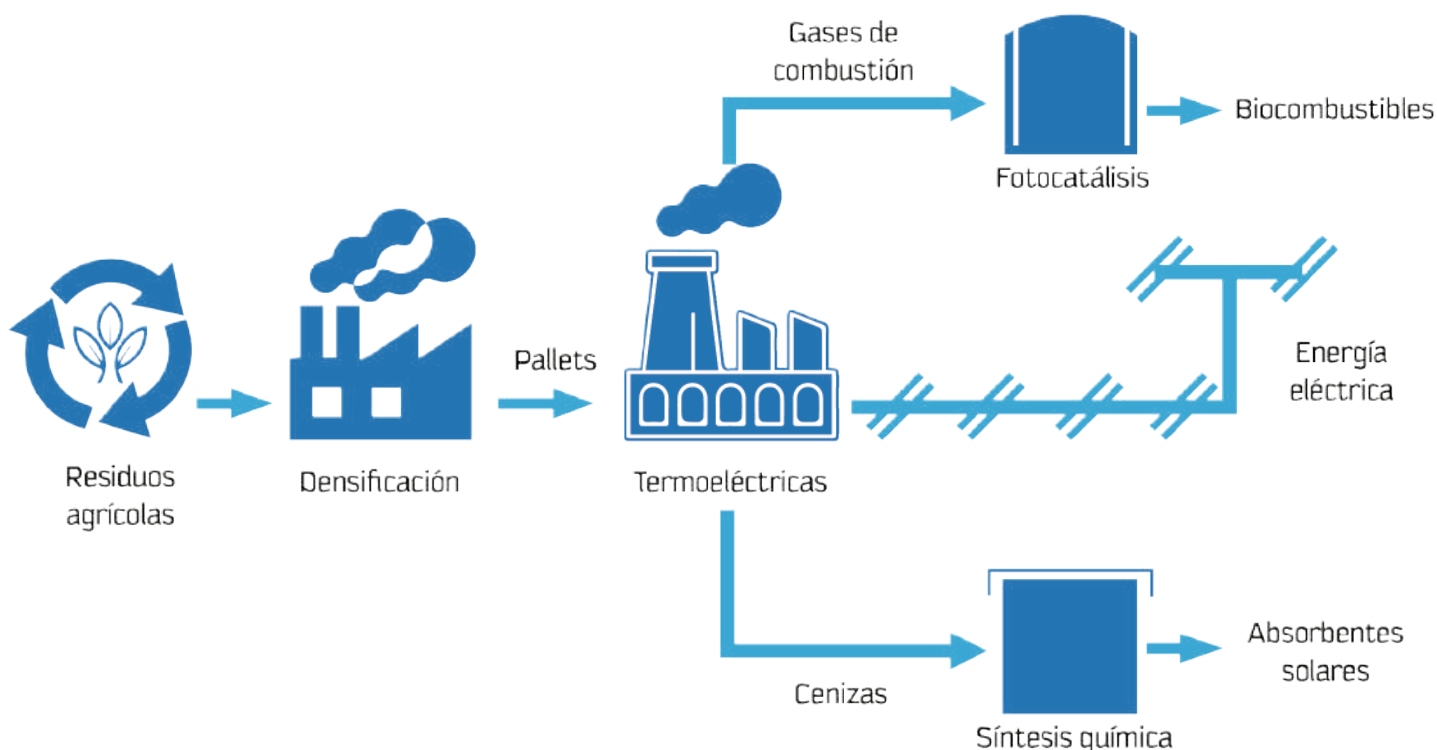 Gases de
combustión
Biocombustibles
Fotocatálisis
Pallets
Energía
eléctrica
Residuos
agrícolas
Densificación
Termoeléctricas
Cenizas
Absorbentes
solares
Síntesis química